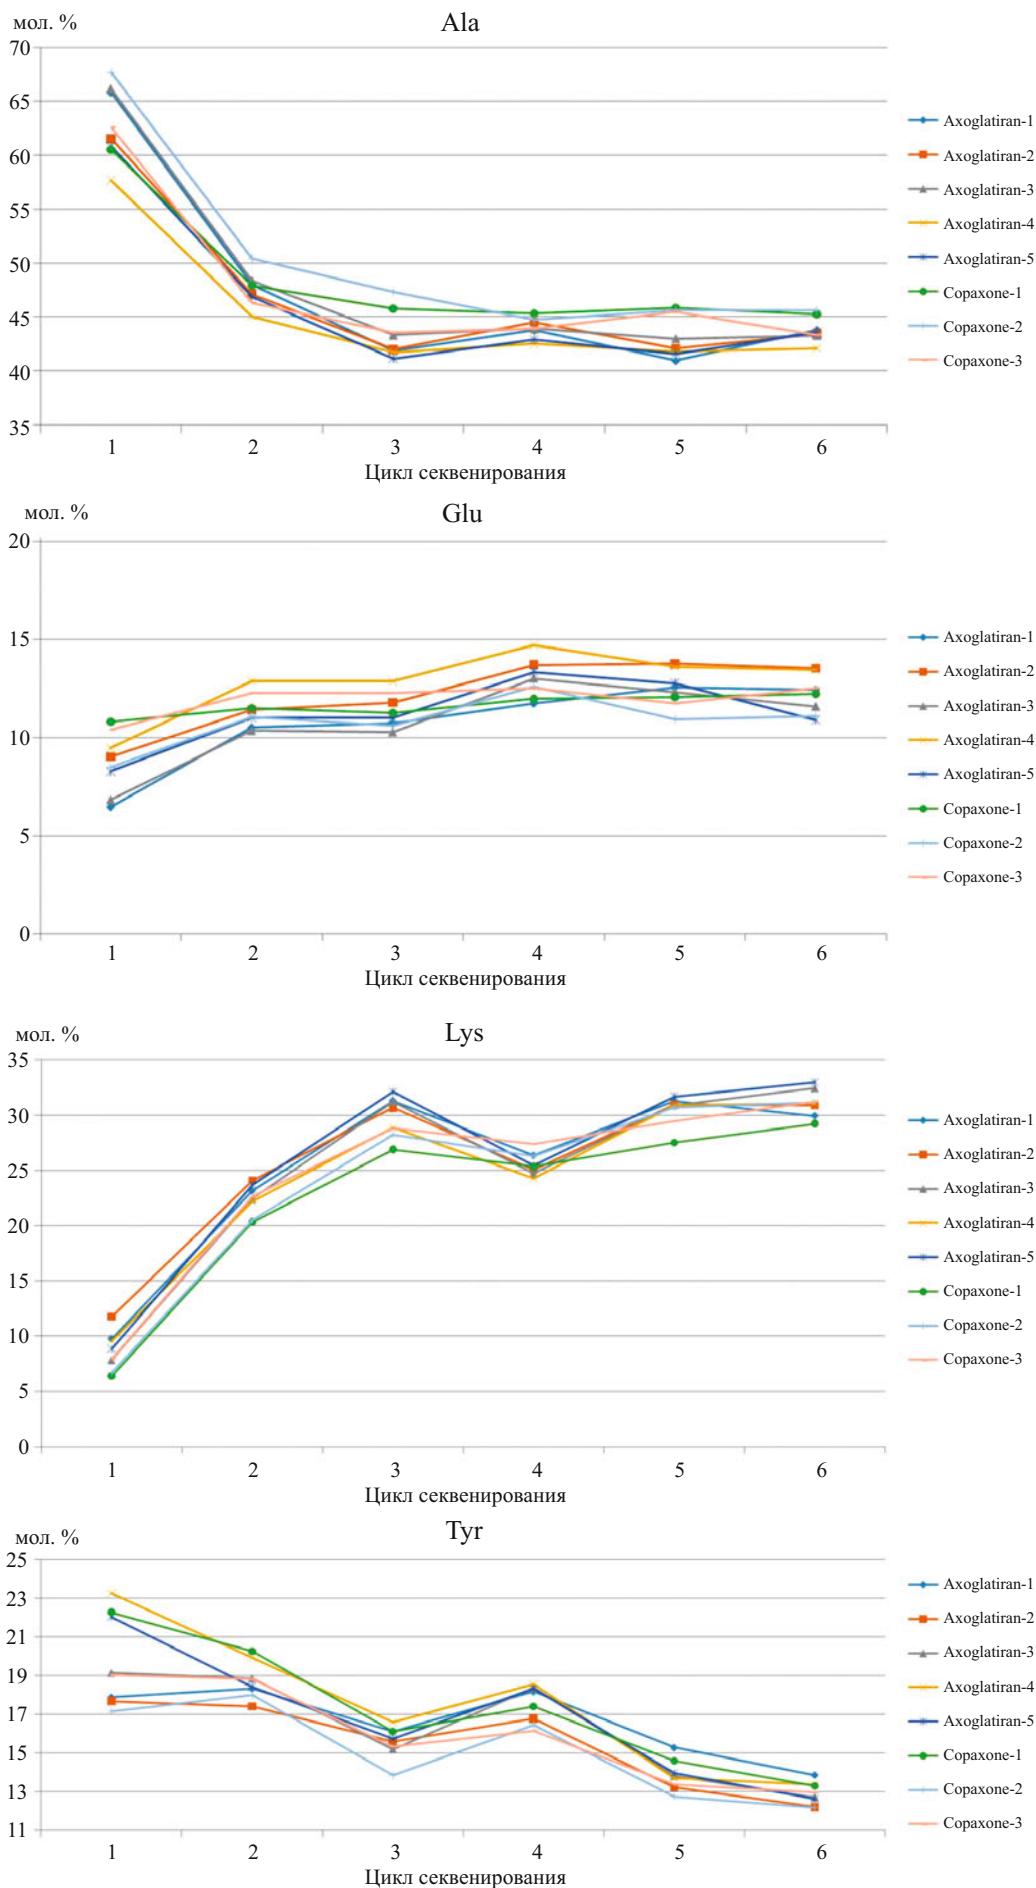 мол. %
Ala
70
65
60
55
50
45
40
35
1 2 3 4 5 6
Цикл секвенирования
Axoglatiran-1
Axoglatiran-2
Axoglatiran-3
Axoglatiran-4
Axoglatiran-5
Copaxone-1
Copaxone-2
Copaxone-3
мол. %
Glu
20
15
10
5
0
1 2 3 4 5 6
Цикл секвенирования
Axoglatiran-1
Axoglatiran-2
Axoglatiran-3
Axoglatiran-4
Axoglatiran-5
Copaxone-1
Copaxone-2
Copaxone-3
мол. %
Lys
35
30
25
20
15
10
5
0
1 2 3 4 5 6
Цикл секвенирования
Axoglatiran-1
Axoglatiran-2
Axoglatiran-3
Axoglatiran-4
Axoglatiran-5
Copaxone-1
Copaxone-2
Copaxone-3
мол. %
Tyr
25
23
21
19
17
15
13
11
1 2 3 4 5 6
Цикл секвенирования
Axoglatiran-1
Axoglatiran-2
Axoglatiran-3
Axoglatiran-4
Axoglatiran-5
Copaxone-1
Copaxone-2
Copaxone-3